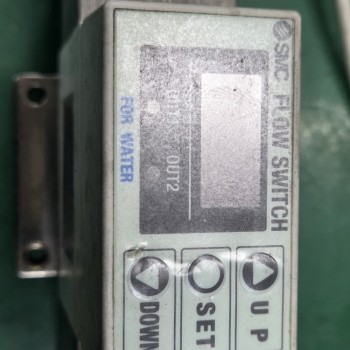 SMC FLOW SWITCH
OUT1 OUT2
FOR WATER
UP
SET
DOWN